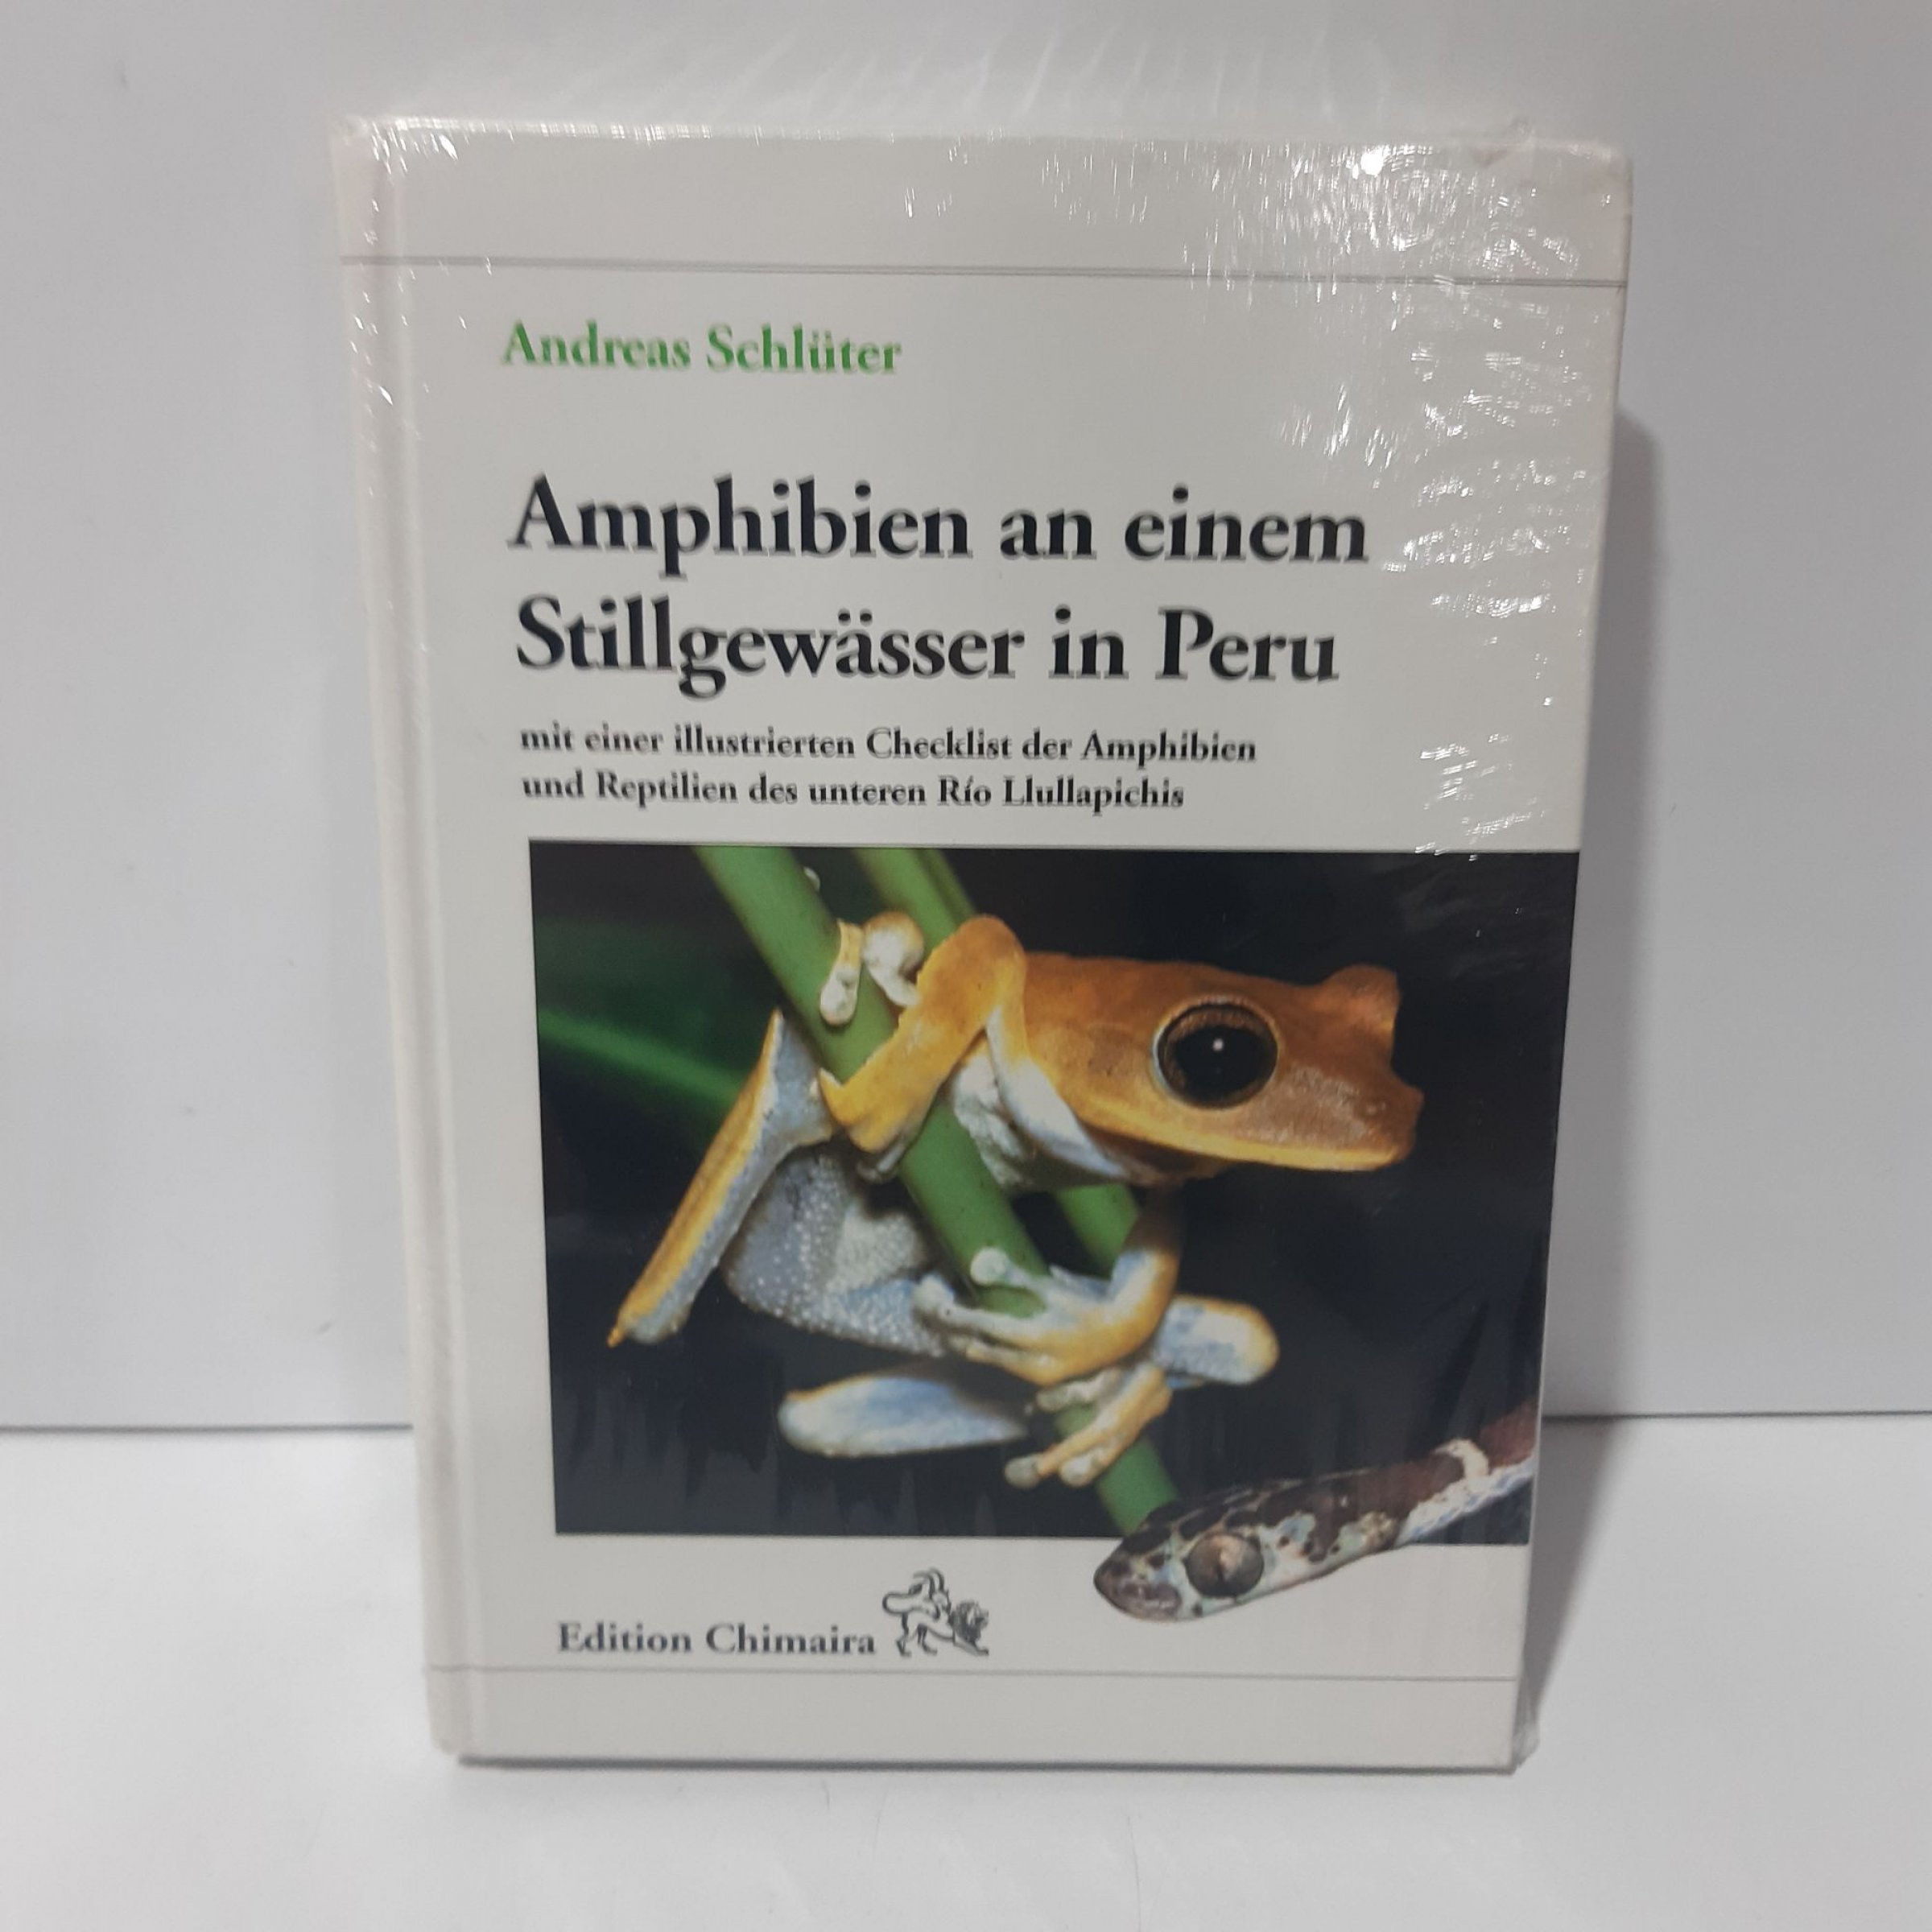 Andreas Schlüter
Amphibien an einem
Stillgewässer in Peru
mit einer illustrierten Checklist der Amphibien
und Reptilien des unteren Río Llullapichis
Edition Chimaira